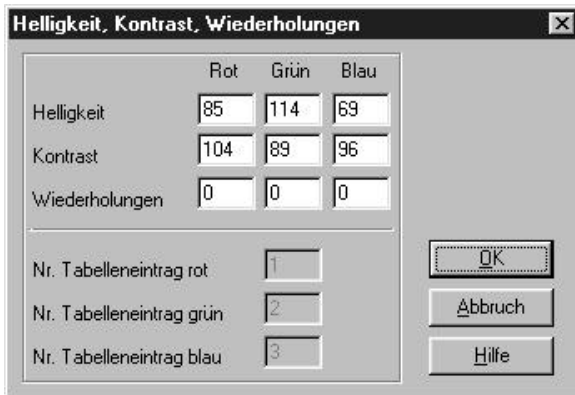 Helligkeit, Kontrast, Wiederholungen
Rot Grün Blau
Helligkeit 85 114 69
Kontrast 104 89 96
Wiederholungen 0 0 0
Nr. Tabelleneintrag rot 1
OK
Nr. Tabelleneintrag grün 2
Abbruch
Nr. Tabelleneintrag blau 3
Hilfe